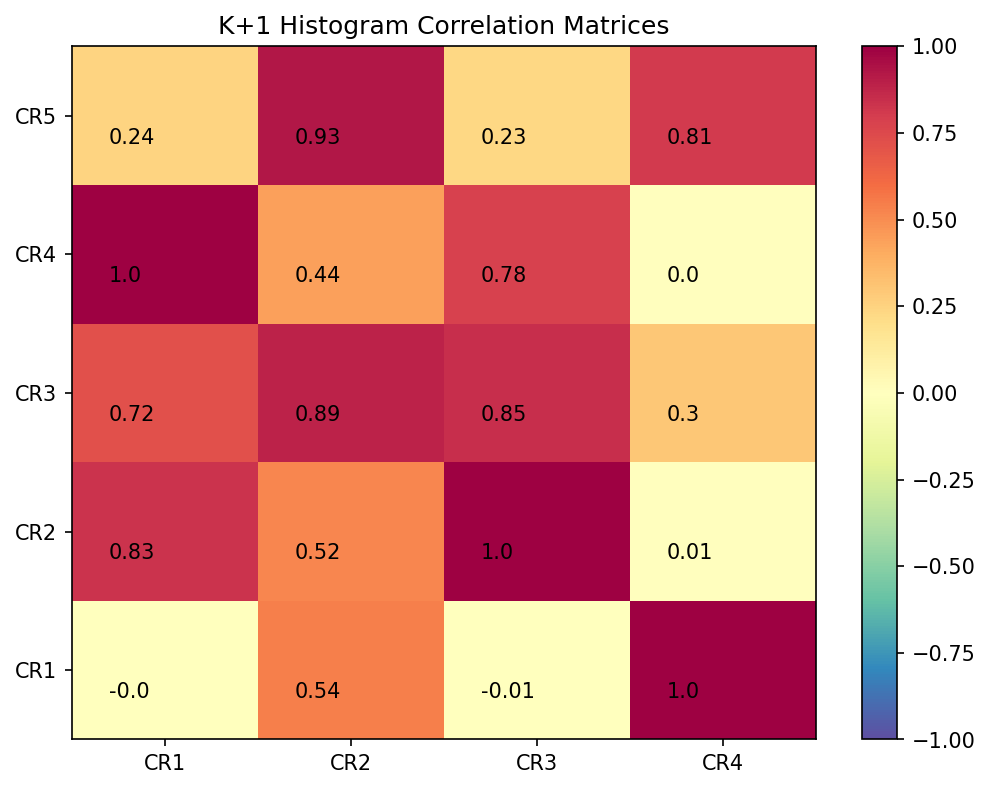 K+1 Histogram Correlation Matrices
CR5 0.24 0.93 0.23 0.81
CR4 1.0 0.44 0.78 0.0
CR3 0.72 0.89 0.85 0.3
CR2 0.83 0.52 1.0 0.01
CR1 -0.0 0.54 -0.01 1.0
CR1 CR2 CR3 CR4
1.00
0.75
0.50
0.25
0.00
−0.25
−0.50
−0.75
−1.00